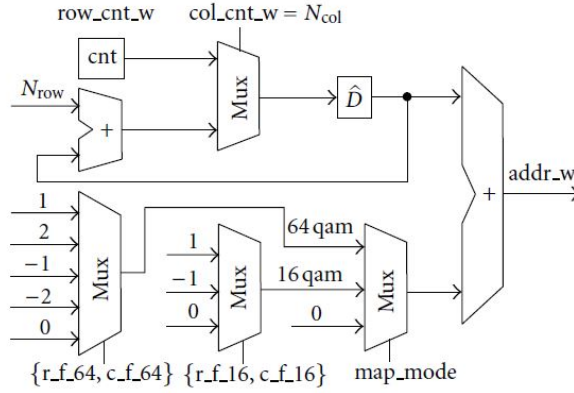 row_cnt_w col_cnt_w = N_col
cnt
N_row
Mux
D̂
+
addr_w
+
1
2
−1
−2
0
Mux
64 qam
1
−1
0
Mux
16 qam
0
Mux
{r_f_64, c_f_64} {r_f_16, c_f_16} map_mode